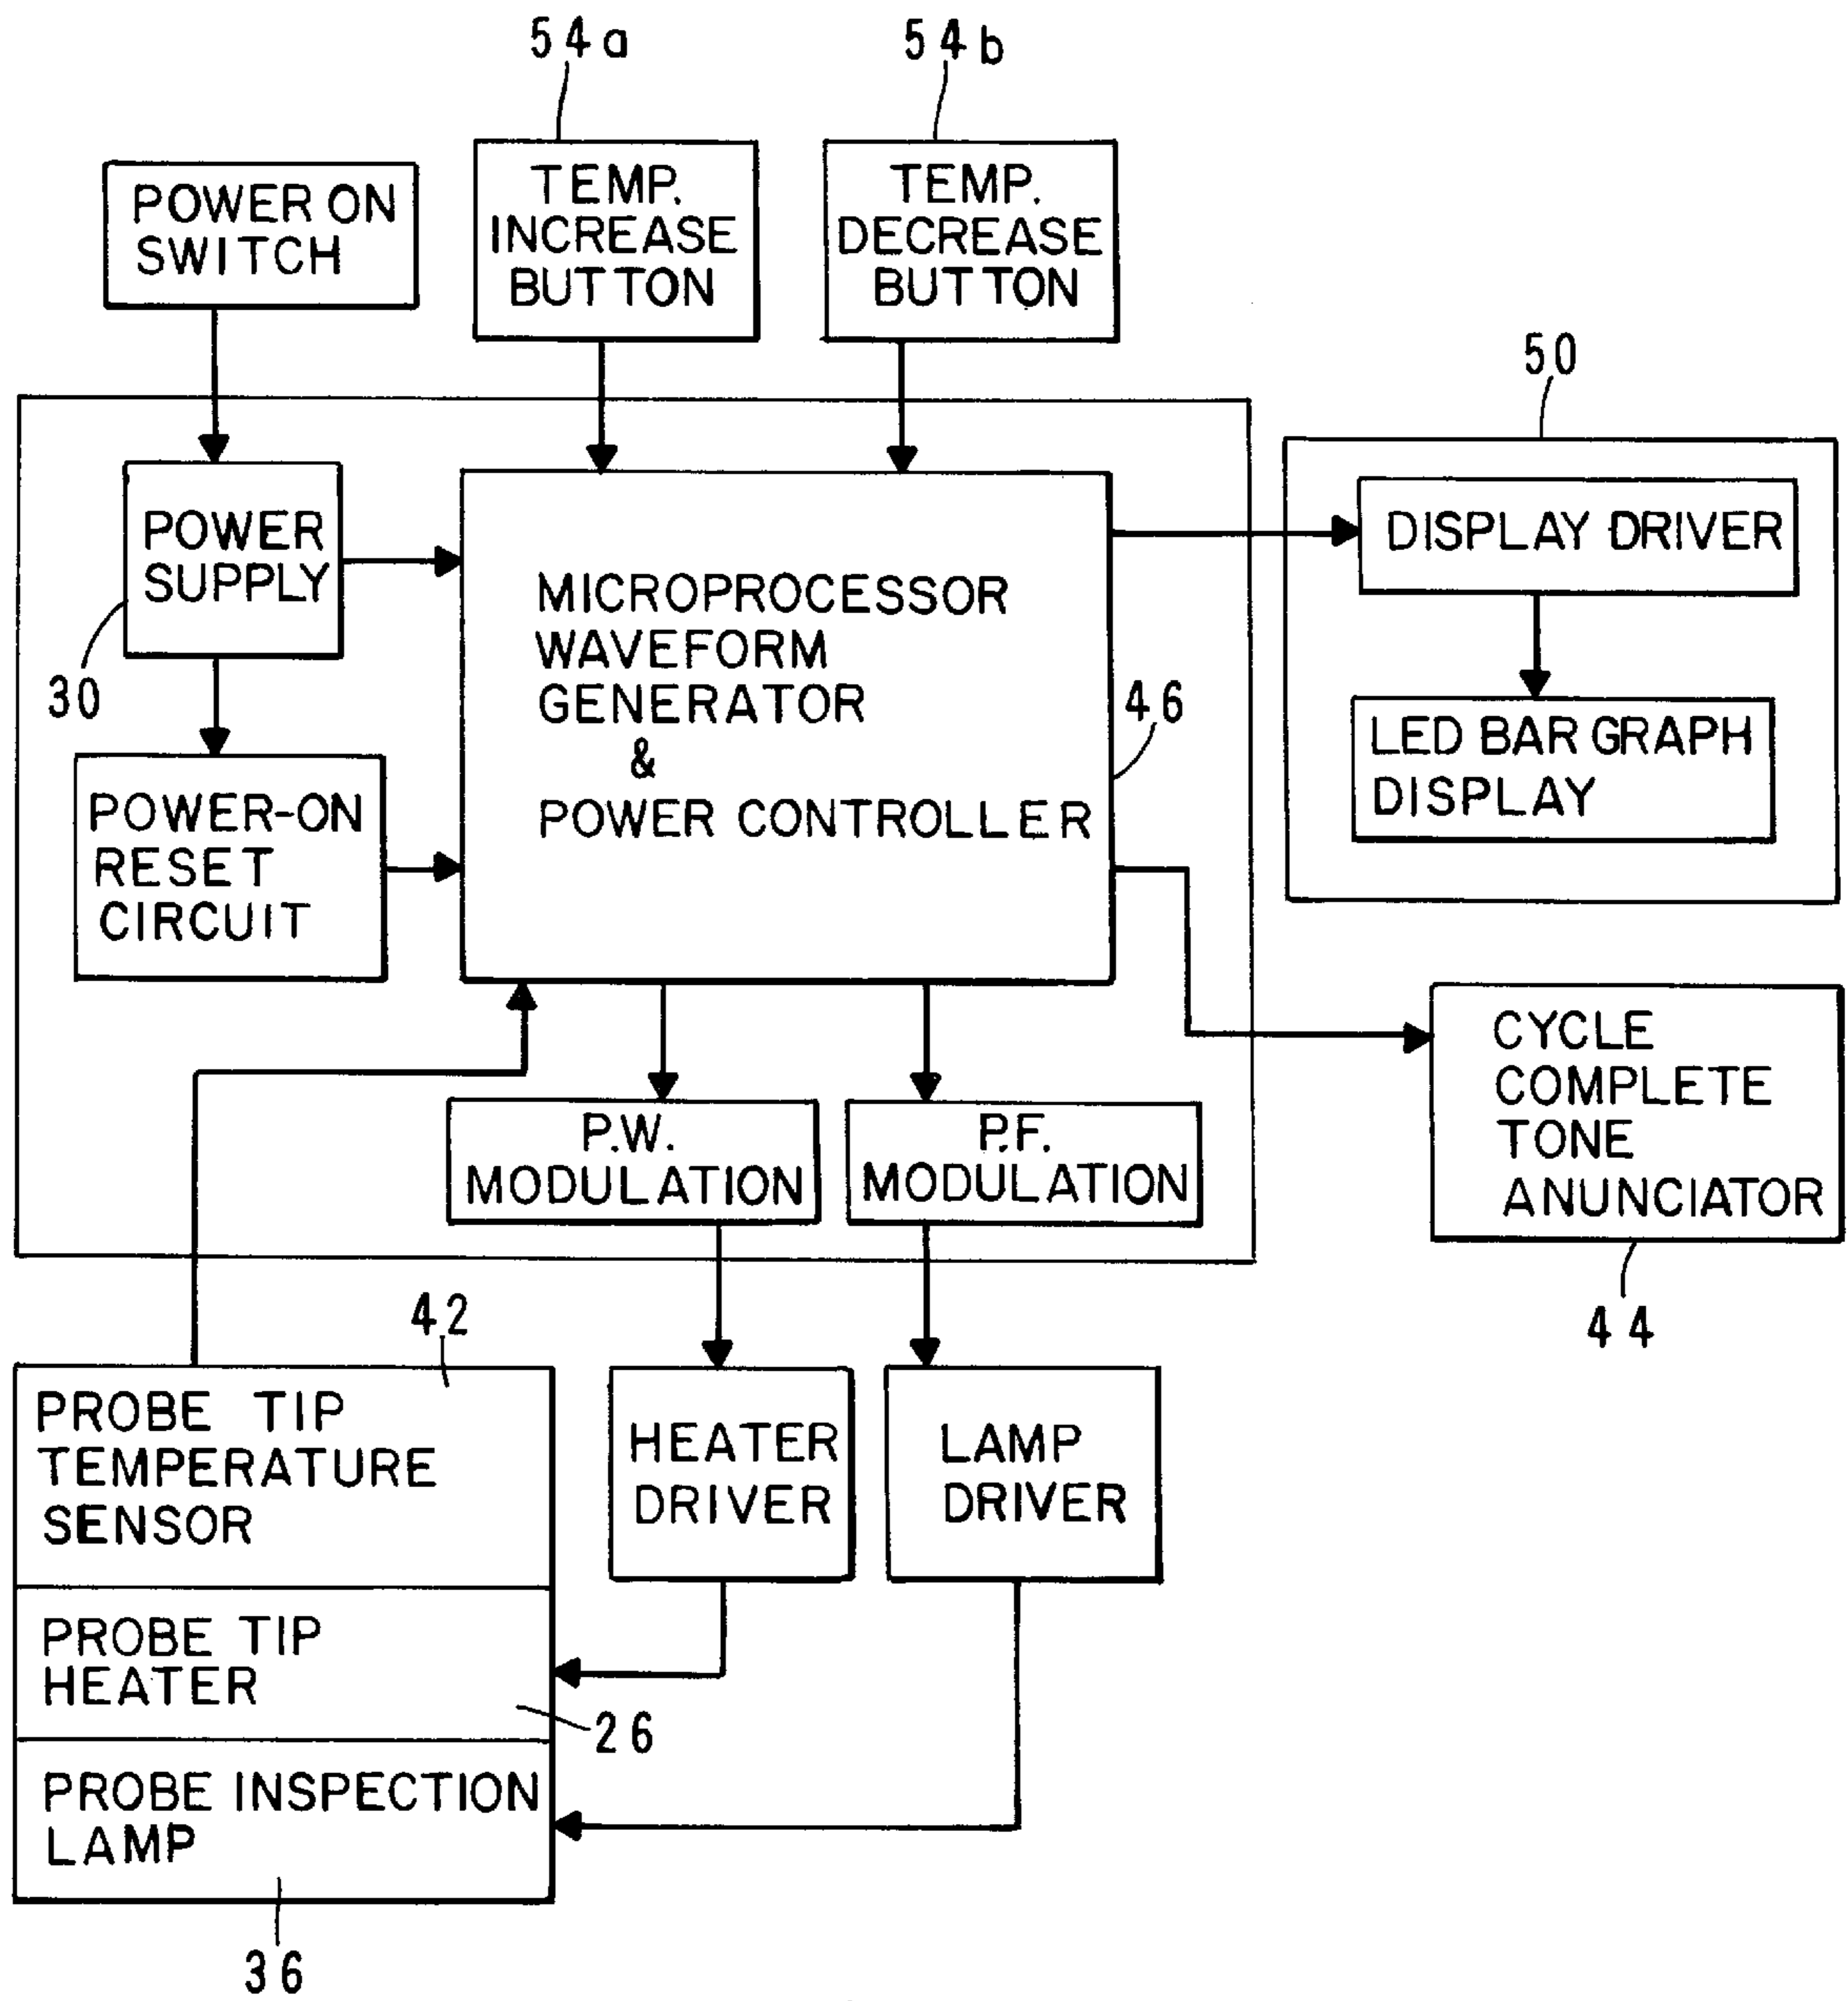 54a
54b
POWER ON
SWITCH
TEMP.
INCREASE
BUTTON
TEMP.
DECREASE
BUTTON
50
POWER
SUPPLY
30
MICROPROCESSOR
WAVEFORM
GENERATOR
&
POWER CONTROLLER
46
DISPLAY DRIVER
LED BAR GRAPH
DISPLAY
POWER-ON
RESET
CIRCUIT
P.W.
MODULATION
P.F.
MODULATION
CYCLE
COMPLETE
TONE
ANUNCIATOR
44
42
PROBE TIP
TEMPERATURE
SENSOR
HEATER
DRIVER
LAMP
DRIVER
PROBE TIP
HEATER
26
PROBE INSPECTION
LAMP
36